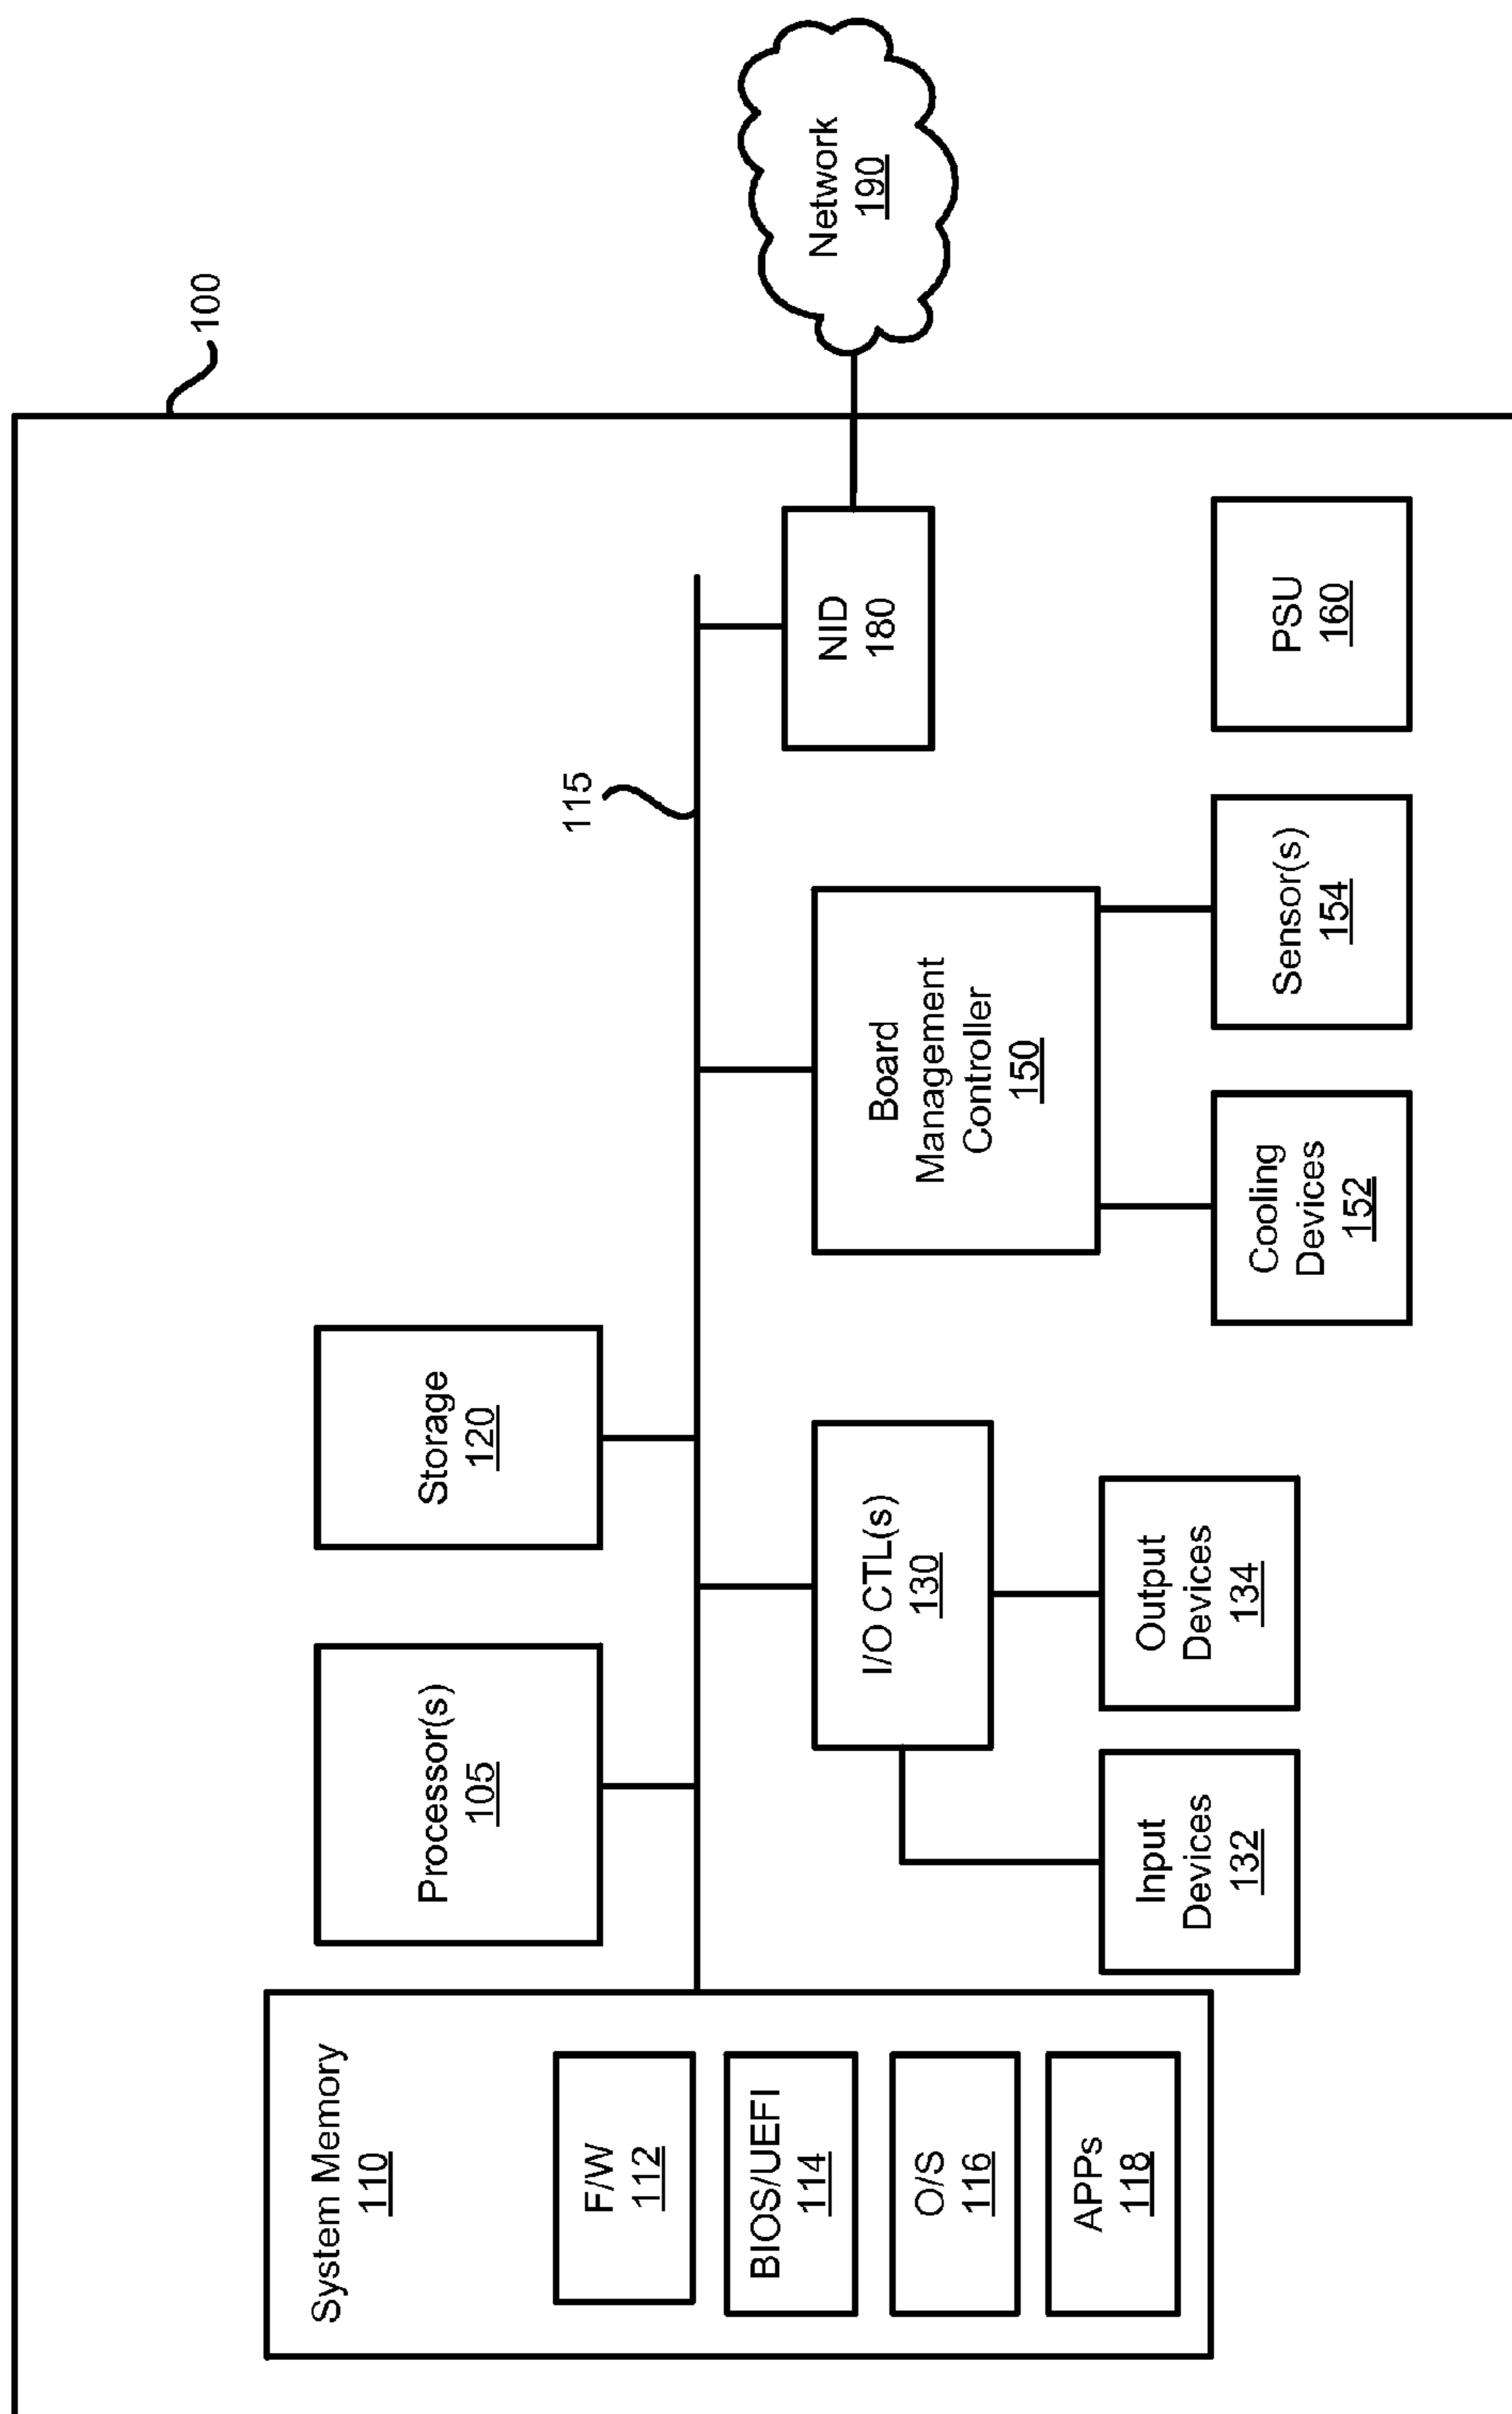 100
System Memory
110
F/W
112
BIOS/UEFI
114
O/S
116
APPs
118
Processor(s)
105
Storage
120
115
I/O CTL(s)
130
Input
Devices
132
Output
Devices
134
Board
Management
Controller
150
Cooling
Devices
152
Sensor(s)
154
NID
180
PSU
160
Network
190